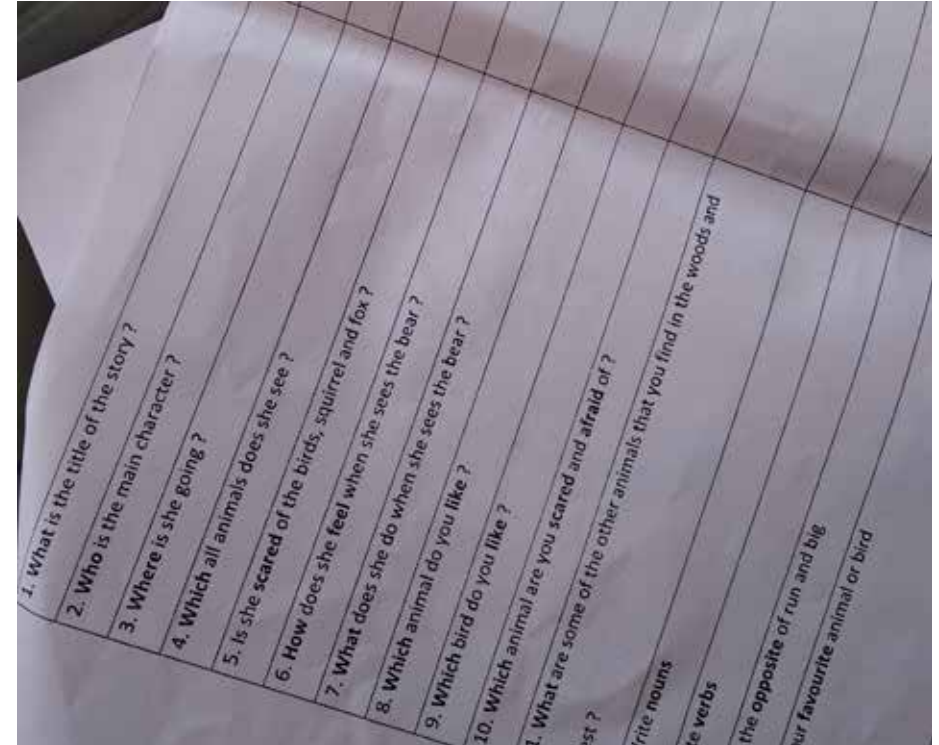 1. What is the title of the story ?
2. Who is the main character ?
3. Where is she going ?
4. Which all animals does she see ?
5. Is she scared of the birds, squirrel and fox ?
6. How does she feel when she sees the bear ?
7. What does she do when she sees the bear ?
8. Which animal do you like ?
9. Which bird do you like ?
10. Which animal are you scared and afraid of ?
1. What are some of the other animals that you find in the woods and
est ?
rite nouns
te verbs
the opposite of run and big
ur favourite animal or bird